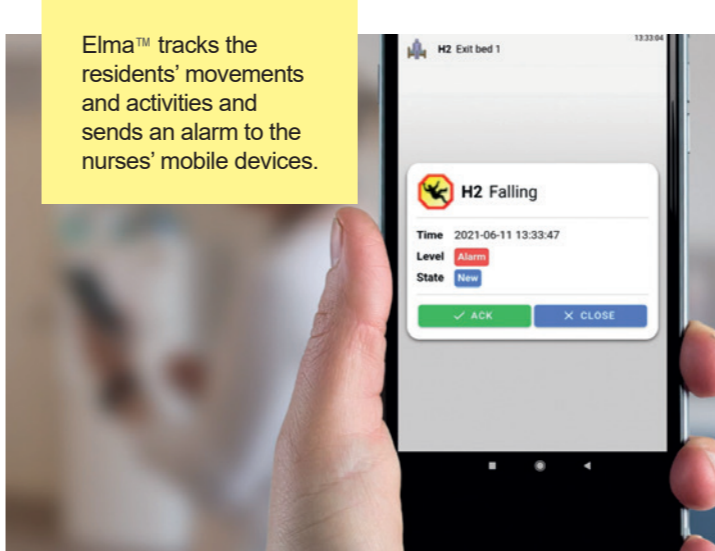 Elma™ tracks the
residents’ movements
and activities and
sends an alarm to the
nurses’ mobile devices.
13:33:04
H2 Exit bed 1
H2 Falling
Time 2021-06-11 13:33:47
Level Alarm
State New
✓ ACK ✕ CLOSE